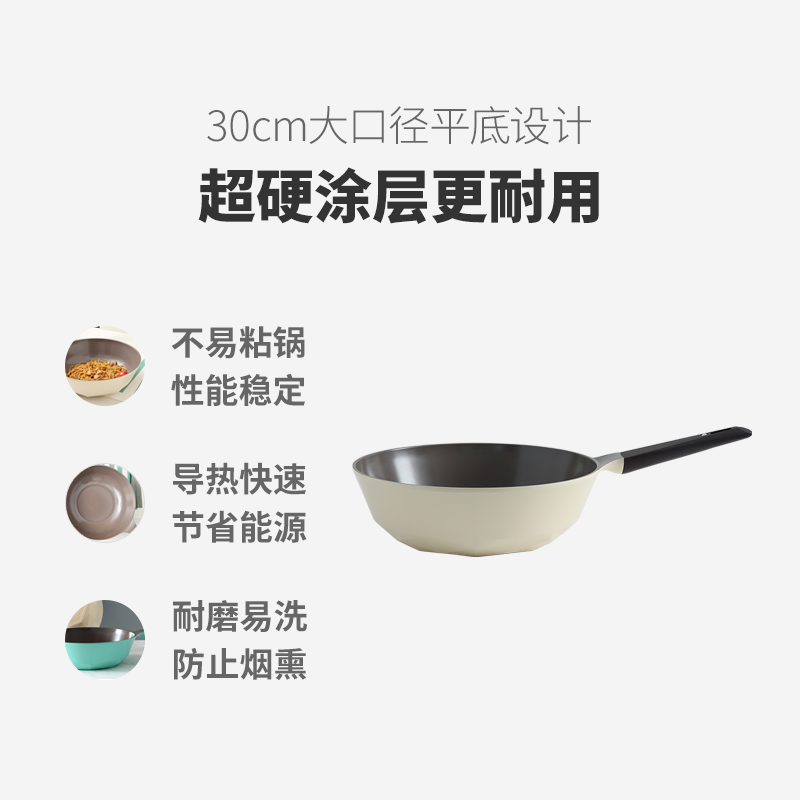 30cm大口径平底设计
超硬涂层更耐用
不易粘锅
性能稳定
导热快速
节省能源
耐磨易洗
防止烟熏